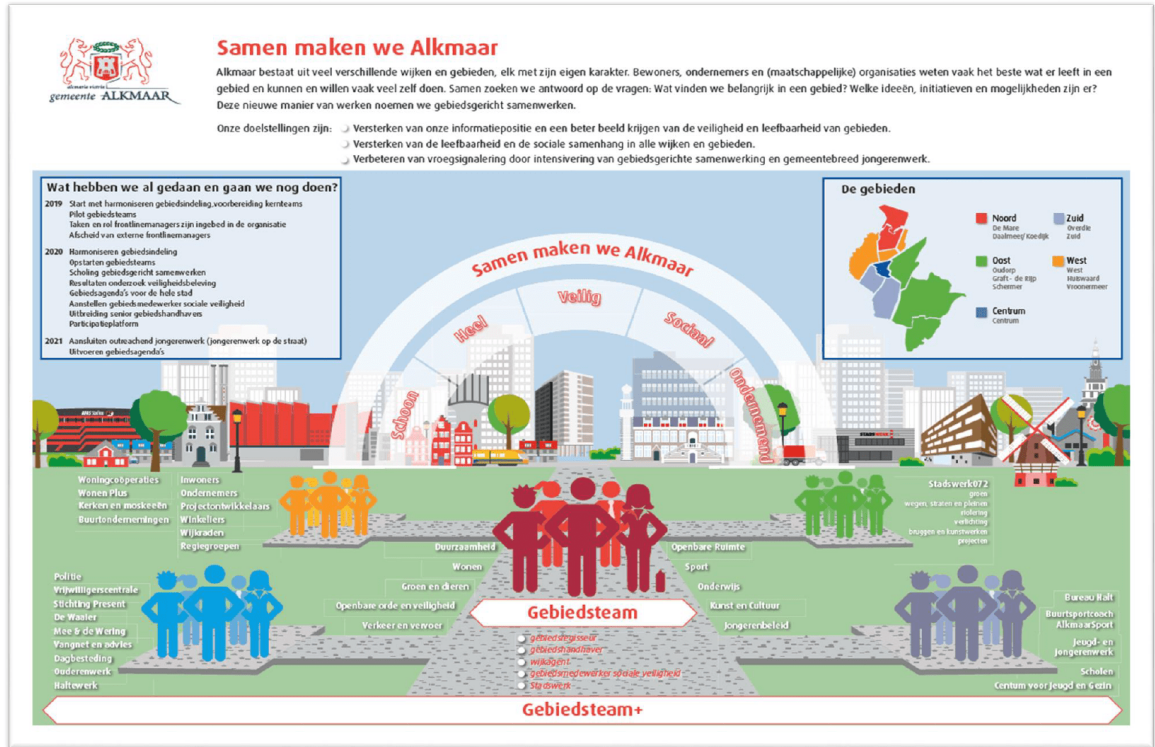 Samen maken we Alkmaar
gemeente ALKMAAR
Alkmaar bestaat uit veel verschillende wijken en gebieden, elk met zijn eigen karakter. Bewoners, ondernemers en (maatschappelijke) organisaties weten vaak het beste wat er leeft in een
gebied en kunnen en willen vaak veel zelf doen. Samen zoeken we antwoord op de vragen: Wat vinden we belangrijk in een gebied? Welke ideeën, initiatieven en mogelijkheden zijn er?
Deze nieuwe manier van werken noemen we gebiedsgericht samenwerken.
Onze doelstellingen zijn: Versterken van onze informatiepositie en een beter beeld krijgen van de veiligheid en leefbaarheid van gebieden.
Versterken van de leefbaarheid en de sociale samenhang in alle wijken en gebieden.
Verbeteren van vroegsignalering door intensivering van gebiedsgerichte samenwerking en gemeentebreed jongerenwerk.
Wat hebben we al gedaan en gaan we nog doen?
2019 Start met harmoniseren gebiedsindeling,voorbereiding kernteams
Pilot gebiedsteams
Taken en rol frontlinemanagers zijn ingebed in de organisatie
Afscheid van externe frontlinemanagers
2020 Harmoniseren gebiedsindeling
Opstarten gebiedsteams
Scholing gebiedsgericht samenwerken
Resultaten onderzoek veiligheidsbeleving
Gebiedsagenda's voor de hele stad
Aanstellen gebiedsmedewerker sociale veiligheid
Uitbreiding senior gebiedshandhavers
Participatieplatform
2021 Aansluiten outreachend jongerenwerk (jongerenwerk op de straat)
Uitvoeren gebiedsagenda's
De gebieden
Noord
De Mare
Daalmeer/Koedijk
Zuid
Overdie
Zuid
Oost
Oudorp
Graft- de Rijp
Schermer
West
West
Huiswaard
Vroonermeer
Centrum
Centrum
Samen maken we Alkmaar
Schoon
Heel
Veilig
Sociaal
Ondernemend
Woningcoöperaties
Wonen Plus
Kerken en moskeeën
Buurtondernemingen
Inwoners
Ondernemers
Projectontwikkelaars
Winkeliers
Wijkraden
Regiegroepen
Stadswerk072
groen
wegen, straten en pleinen
riolering
verlichting
bruggen en kunstwerken
projecten
Duurzaamheid
Wonen
Groen en dieren
Openbare orde en veiligheid
Verkeer en vervoer
Openbare Ruimte
Sport
Onderwijs
Kunst en Cultuur
Jongerenbeleid
Politie
Vrijwilligerscentrale
Stichting Present
De Waaier
Mee & de Wering
Vangnet en advies
Dagbesteding
Ouderenwerk
Haltewerk
Gebiedsteam
gebiedsregisseur
gebiedshandhaver
wijkagent
gebiedsmedewerker sociale veiligheid
Stadswerk
Bureau Halt
Buurtsportcoach
AlkmaarSport
Jeugd- en
jongerenwerk
Scholen
Centum voor Jeugd en Gezin
Gebiedsteam+